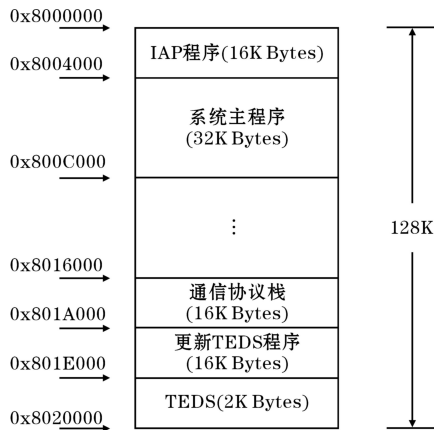 0x8000000
IAP程序(16K Bytes)
0x8004000
系统主程序
(32K Bytes)
0x800C000
⋮
128K
0x8016000
通信协议栈
(16K Bytes)
0x801A000
更新TEDS程序
(16K Bytes)
0x801E000
TEDS(2K Bytes)
0x8020000